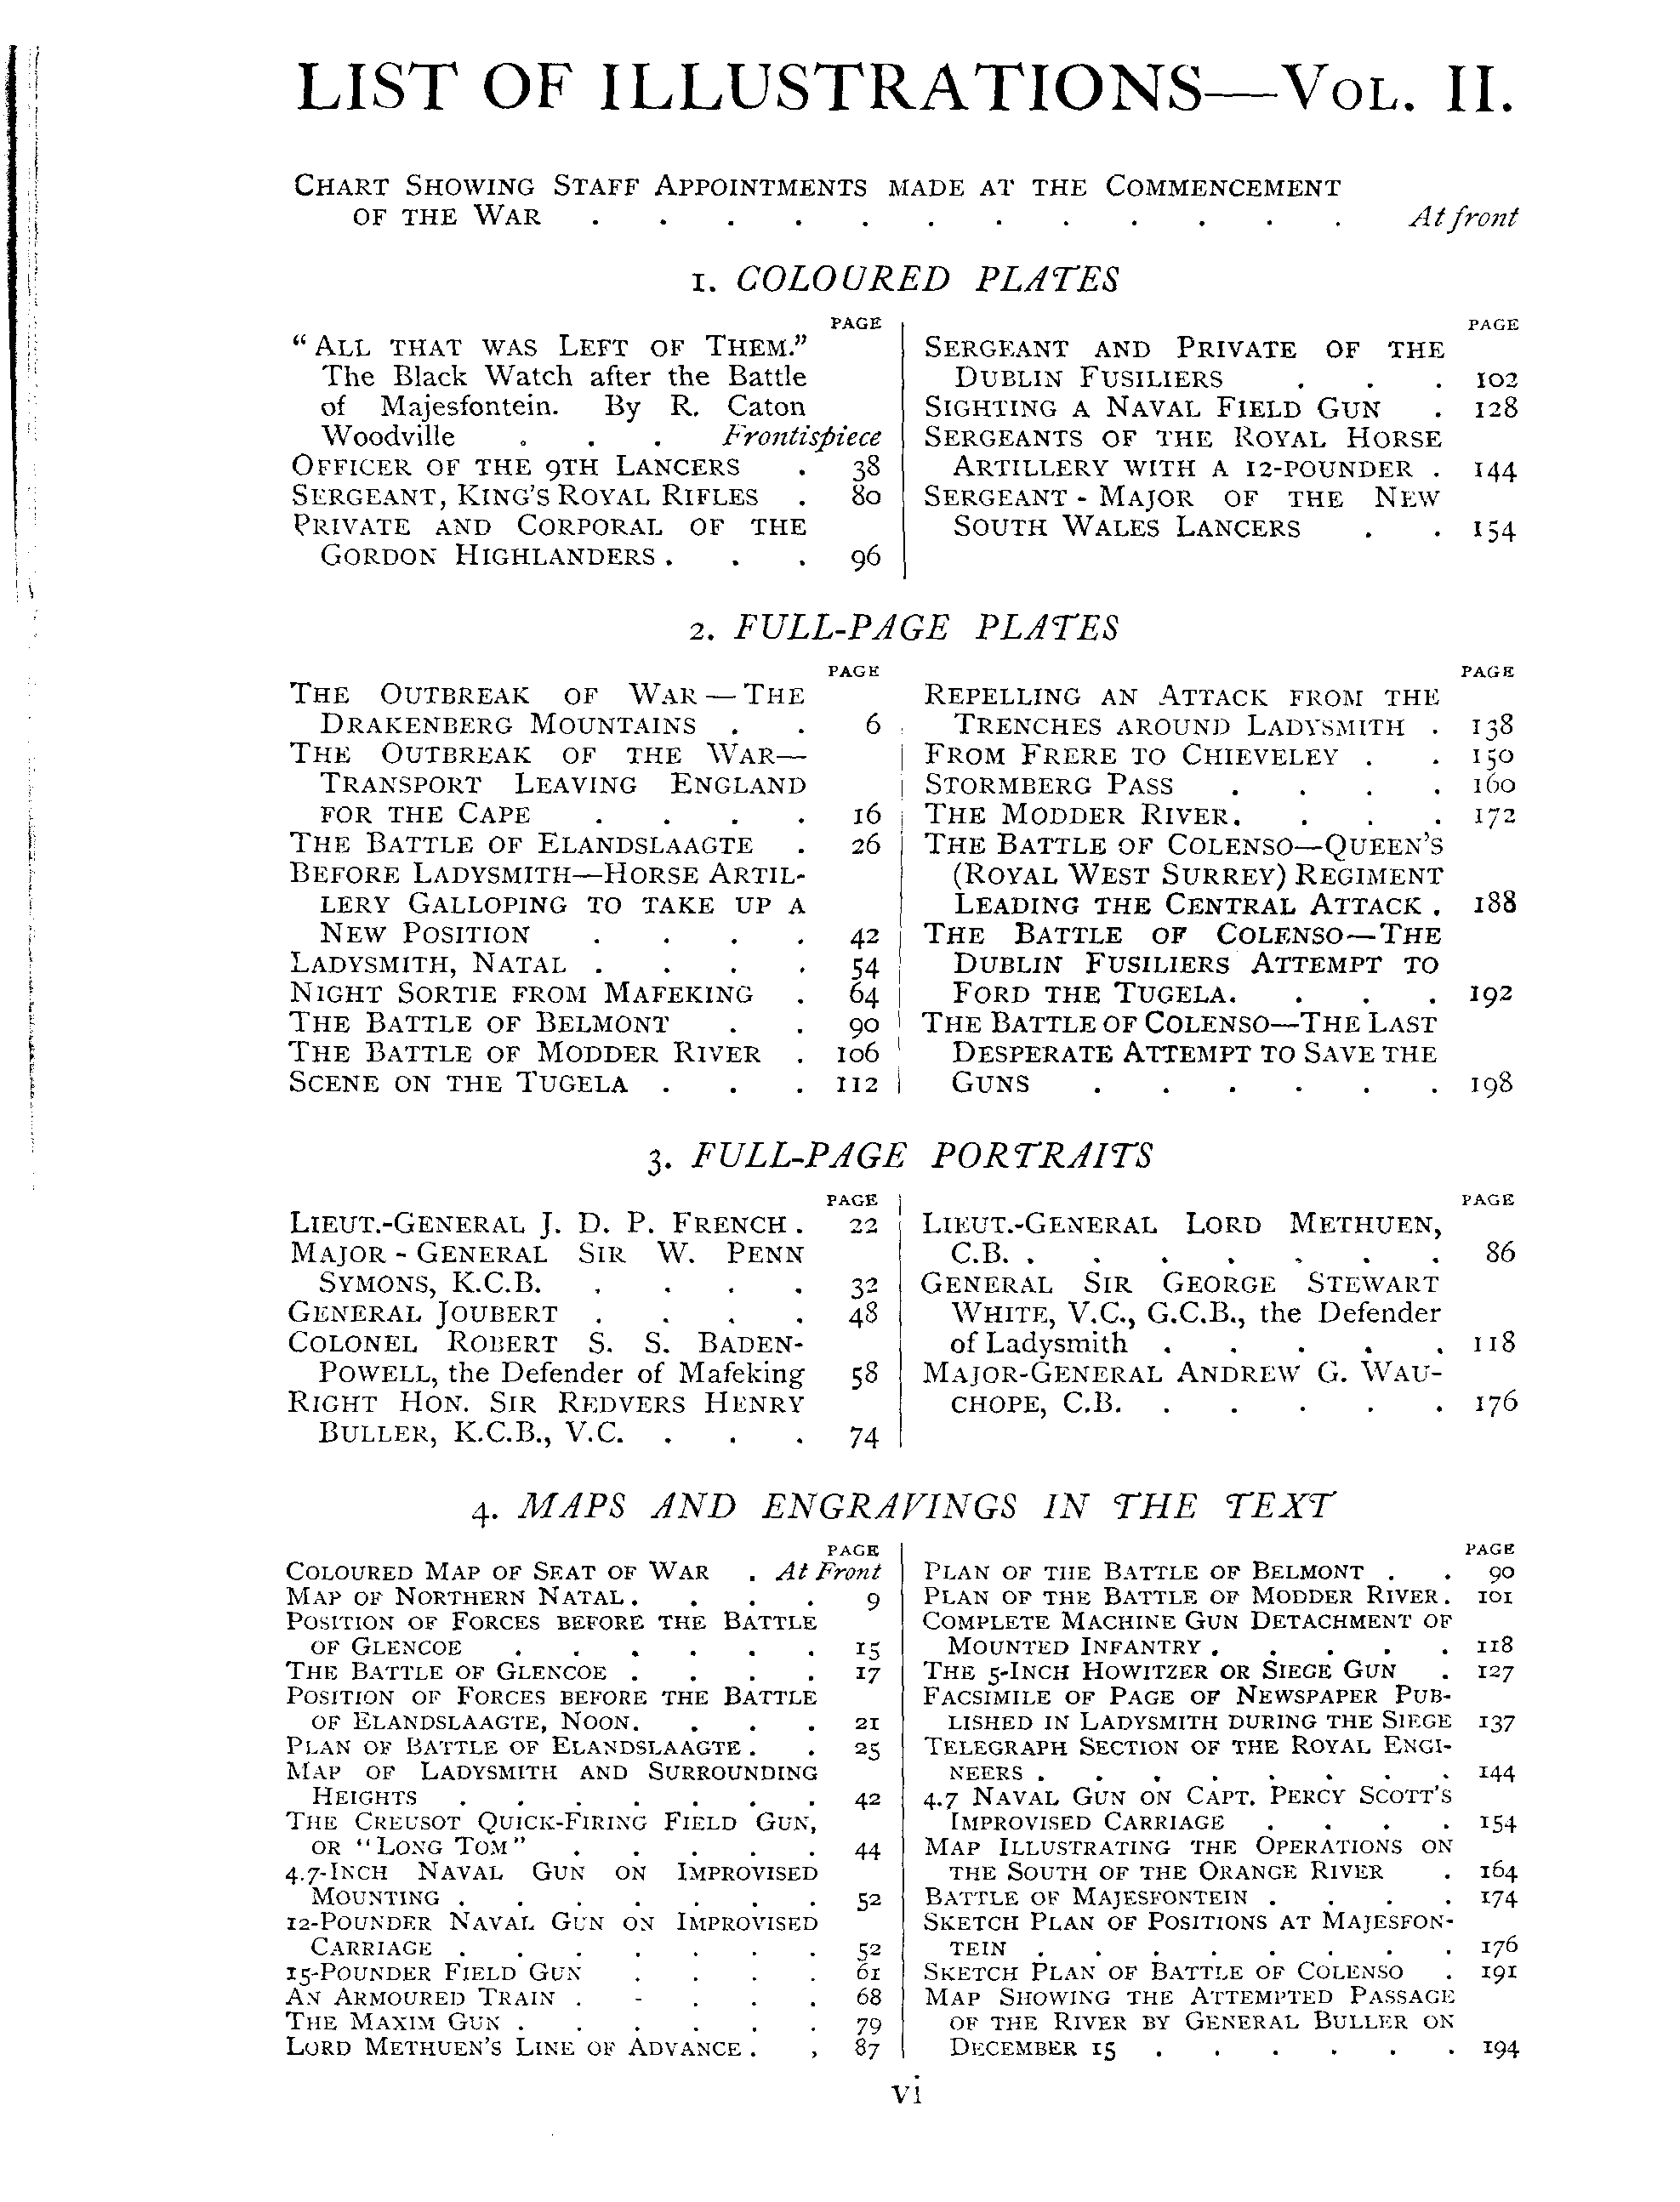 LIST OF ILLUSTRATIONS—VOL. II.
CHART SHOWING STAFF APPOINTMENTS MADE AT THE COMMENCEMENT
OF THE WAR . . . . . . . . . . . . At front
1. COLOURED PLATES
PAGE
“ALL THAT WAS LEFT OF THEM.”
The Black Watch after the Battle
of Majesfontein. By R. Caton
Woodville . . . Frontispiece
OFFICER OF THE 9TH LANCERS . 38
SERGEANT, KING'S ROYAL RIFLES . 80
PRIVATE AND CORPORAL OF THE
GORDON HIGHLANDERS . . . 96
PAGE
SERGEANT AND PRIVATE OF THE
DUBLIN FUSILIERS . . . 102
SIGHTING A NAVAL FIELD GUN . 128
SERGEANTS OF THE ROYAL HORSE
ARTILLERY WITH A 12-POUNDER . 144
SERGEANT-MAJOR OF THE NEW
SOUTH WALES LANCERS . . 154
2. FULL-PAGE PLATES
PAGE
THE OUTBREAK OF WAR—THE
DRAKENBERG MOUNTAINS . . 6
THE OUTBREAK OF THE WAR—
TRANSPORT LEAVING ENGLAND
FOR THE CAPE . . . . 16
THE BATTLE OF ELANDSLAAGTE . 26
BEFORE LADYSMITH—HORSE ARTIL-
LERY GALLOPING TO TAKE UP A
NEW POSITION . . . . 42
LADYSMITH, NATAL . . . . 54
NIGHT SORTIE FROM MAFEKING . 64
THE BATTLE OF BELMONT . . 90
THE BATTLE OF MODDER RIVER . 106
SCENE ON THE TUGELA . . . 112
PAGE
REPELLING AN ATTACK FROM THE
TRENCHES AROUND LADYSMITH . 138
FROM FRERE TO CHIEVELEY . . 150
STORMBERG PASS . . . . 160
THE MODDER RIVER. . . . 172
THE BATTLE OF COLENSO—QUEEN'S
(ROYAL WEST SURREY) REGIMENT
LEADING THE CENTRAL ATTACK . 188
THE BATTLE OF COLENSO—THE
DUBLIN FUSILIERS ATTEMPT TO
FORD THE TUGELA. . . . 192
THE BATTLE OF COLENSO—THE LAST
DESPERATE ATTEMPT TO SAVE THE
GUNS . . . . . . 198
3. FULL-PAGE PORTRAITS
PAGE
LIEUT.-GENERAL J. D. P. FRENCH . 22
MAJOR-GENERAL SIR W. PENN
SYMONS, K.C.B. . . . . 32
GENERAL JOUBERT . . . . 48
COLONEL ROBERT S. S. BADEN-
POWELL, the Defender of Mafeking 58
RIGHT HON. SIR REDVERS HENRY
BULLER, K.C.B., V.C. . . . 74
PAGE
LIEUT.-GENERAL LORD METHUEN,
C.B. . . . . . . . 86
GENERAL SIR GEORGE STEWART
WHITE, V.C., G.C.B., the Defender
of Ladysmith . . . . . 118
MAJOR-GENERAL ANDREW G. WAU-
CHOPE, C.B. . . . . . 176
4. MAPS AND ENGRAVINGS IN THE TEXT
PAGE
COLOURED MAP OF SEAT OF WAR . At Front
MAP OF NORTHERN NATAL . . . . 9
POSITION OF FORCES BEFORE THE BATTLE
OF GLENCOE . . . . . . 15
THE BATTLE OF GLENCOE . . . . 17
POSITION OF FORCES BEFORE THE BATTLE
OF ELANDSLAAGTE, NOON. . . . 21
PLAN OF BATTLE OF ELANDSLAAGTE . . 25
MAP OF LADYSMITH AND SURROUNDING
HEIGHTS . . . . . . . 42
THE CREUSOT QUICK-FIRING FIELD GUN,
OR “LONG TOM” . . . . . 44
4.7-INCH NAVAL GUN ON IMPROVISED
MOUNTING . . . . . . . 52
12-POUNDER NAVAL GUN ON IMPROVISED
CARRIAGE . . . . . . . 52
15-POUNDER FIELD GUN . . . . 61
AN ARMOURED TRAIN . - . . . 68
THE MAXIM GUN . . . . . . 79
LORD METHUEN'S LINE OF ADVANCE . , 87
PAGE
PLAN OF THE BATTLE OF BELMONT . . 90
PLAN OF THE BATTLE OF MODDER RIVER. 101
COMPLETE MACHINE GUN DETACHMENT OF
MOUNTED INFANTRY . . . . . 118
THE 5-INCH HOWITZER OR SIEGE GUN . 127
FACSIMILE OF PAGE OF NEWSPAPER PUB-
LISHED IN LADYSMITH DURING THE SIEGE 137
TELEGRAPH SECTION OF THE ROYAL ENGI-
NEERS . . . . . . . . 144
4.7 NAVAL GUN ON CAPT. PERCY SCOTT'S
IMPROVISED CARRIAGE . . . . 154
MAP ILLUSTRATING THE OPERATIONS ON
THE SOUTH OF THE ORANGE RIVER . 164
BATTLE OF MAJESFONTEIN . . . . 174
SKETCH PLAN OF POSITIONS AT MAJESFON-
TEIN . . . . . . . . 176
SKETCH PLAN OF BATTLE OF COLENSO . 191
MAP SHOWING THE ATTEMPTED PASSAGE
OF THE RIVER BY GENERAL BULLER ON
DECEMBER 15 . . . . . . 194
vi